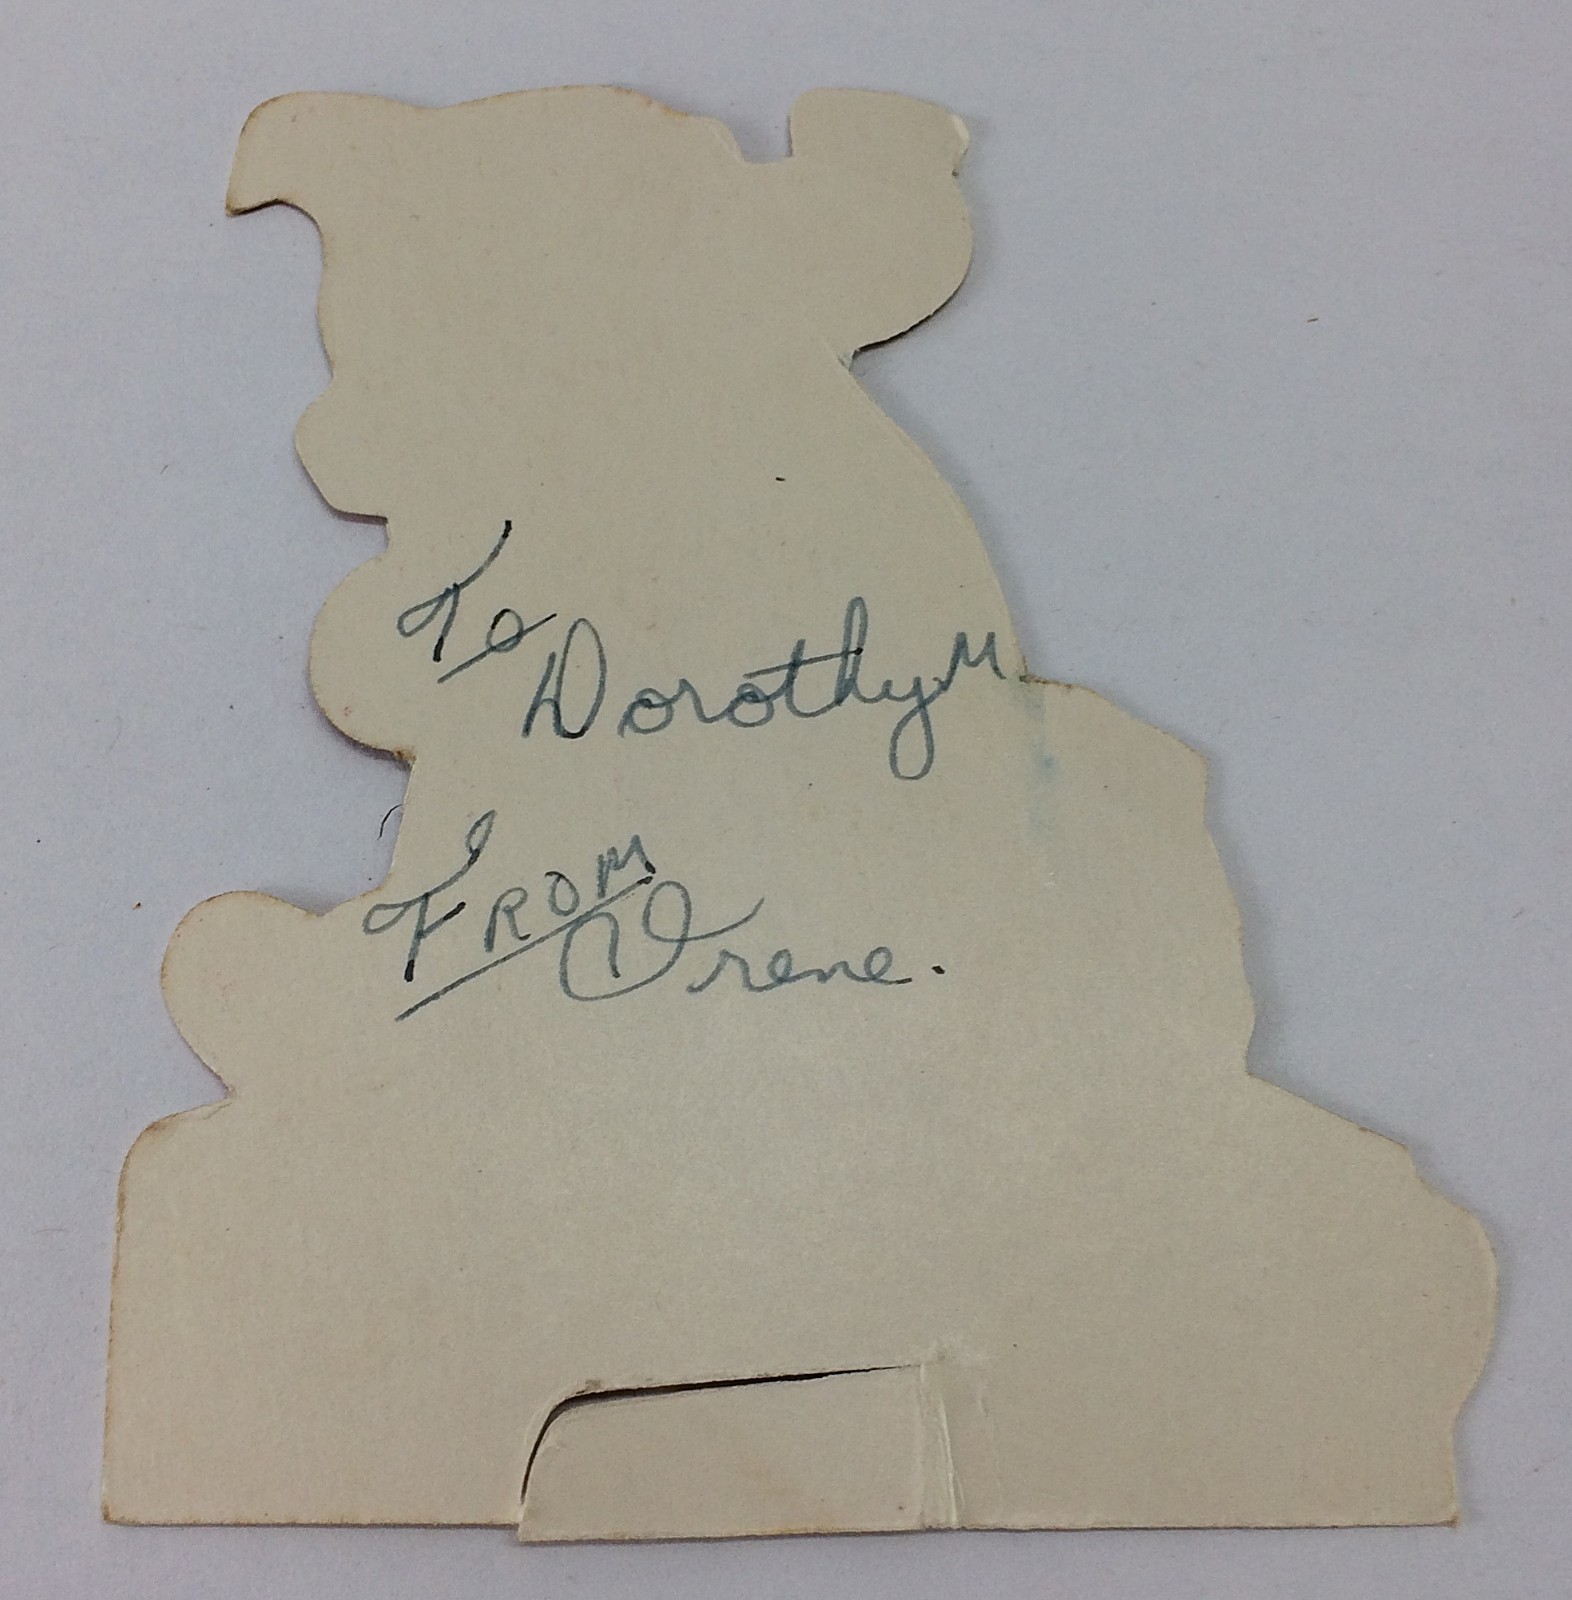 To
Dorothy M
FROM
Irene.